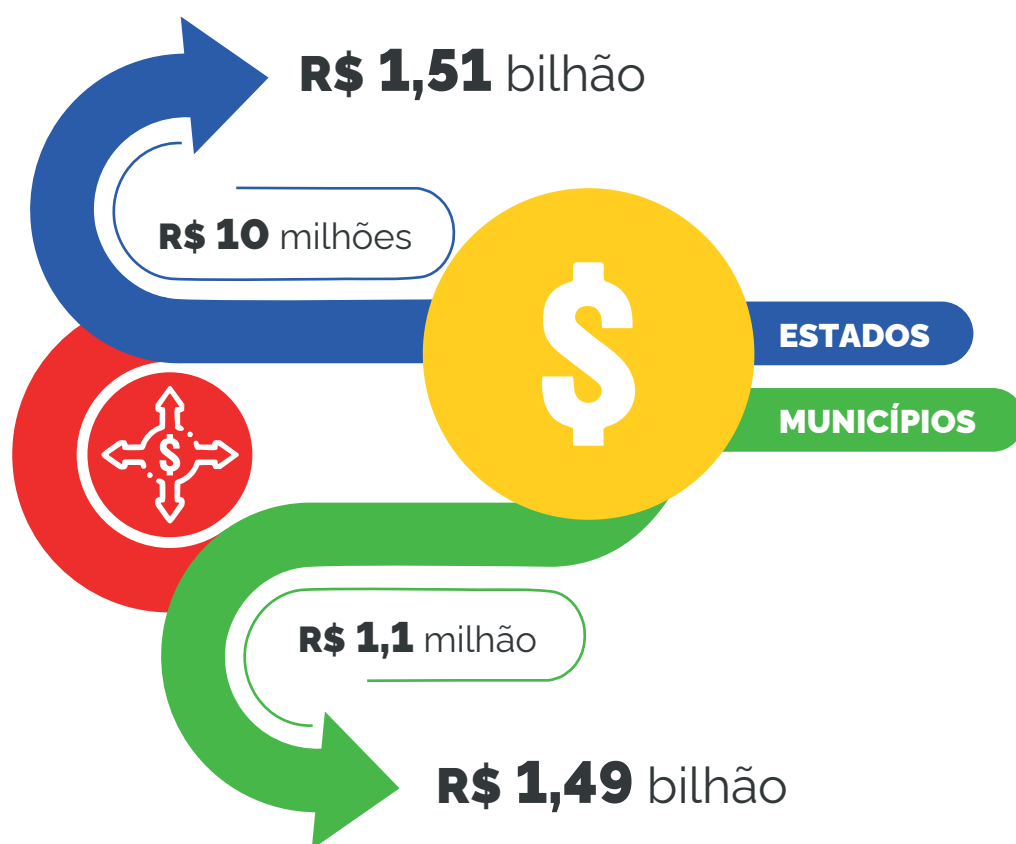 R$ 1,51 bilhão
R$ 10 milhões
$
ESTADOS
MUNICÍPIOS
$
R$ 1,1 milhão
R$ 1,49 bilhão